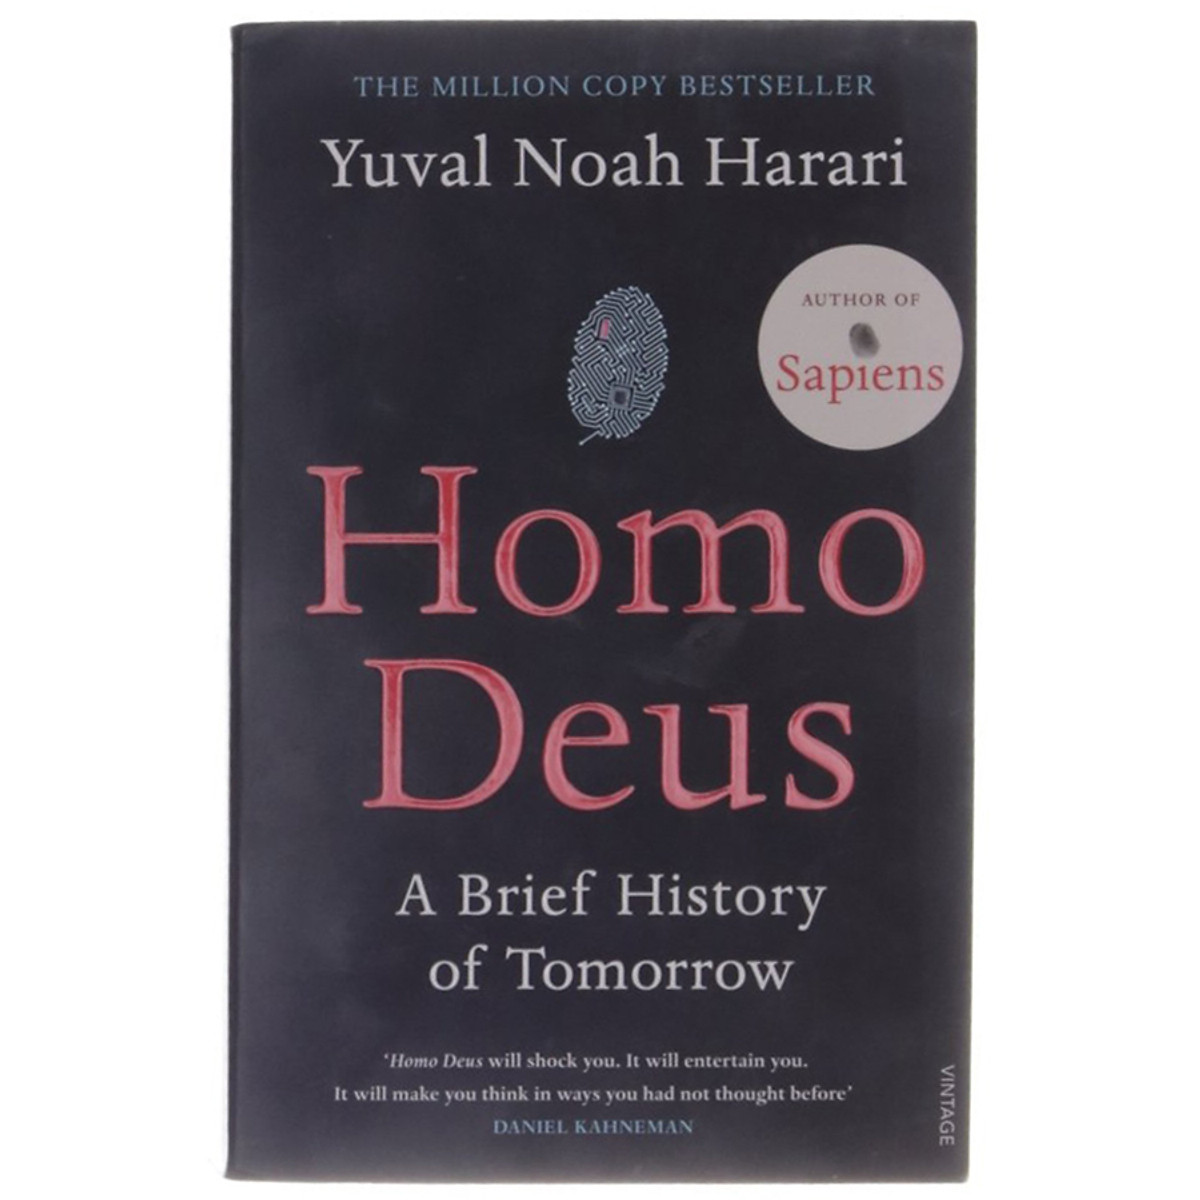 THE MILLION COPY BESTSELLER
Yuval Noah Harari
AUTHOR OF
Sapiens
Homo
Deus
A Brief History
of Tomorrow
‘Homo Deus will shock you. It will entertain you.
It will make you think in ways you had not thought before’
DANIEL KAHNEMAN
VINTAGE